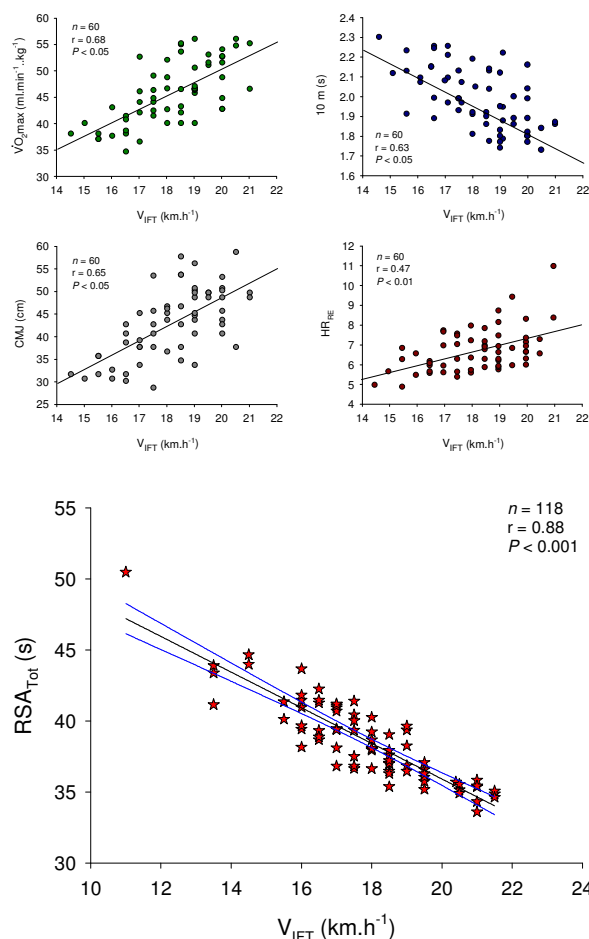 60
55
50
45
40
35
30
V̇O₂max (ml.min⁻¹.kg⁻¹)
n = 60
r = 0.68
P < 0.05
14 15 16 17 18 19 20 21 22
V_IFT (km.h⁻¹)
2.4
2.3
2.2
2.1
2.0
1.9
1.8
1.7
1.6
10 m (s)
n = 60
r = 0.63
P < 0.05
14 15 16 17 18 19 20 21 22
V_IFT (km.h⁻¹)
60
55
50
45
40
35
30
25
CMJ (cm)
n = 60
r = 0.65
P < 0.05
14 15 16 17 18 19 20 21 22
V_IFT (km.h⁻¹)
12
11
10
9
8
7
6
5
4
HR_RE
n = 60
r = 0.47
P < 0.01
14 15 16 17 18 19 20 21 22
V_IFT (km.h⁻¹)
55
50
45
40
35
30
RSA_Tot (s)
n = 118
r = 0.88
P < 0.001
10 12 14 16 18 20 22 24
V_IFT (km.h⁻¹)